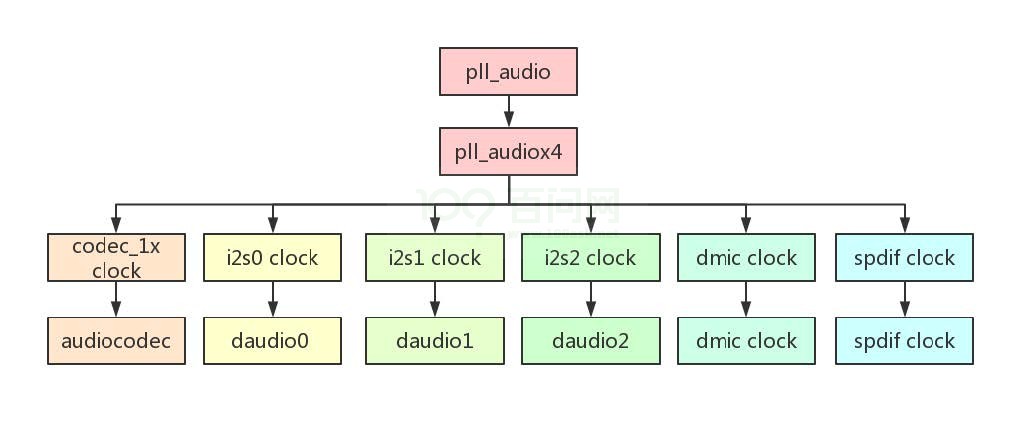 pll_audio
pll_audiox4
100 百问网
codec_1x
clock
i2s0 clock
i2s1 clock
i2s2 clock
dmic clock
spdif clock
audiocodec
daudio0
daudio1
daudio2
dmic clock
spdif clock